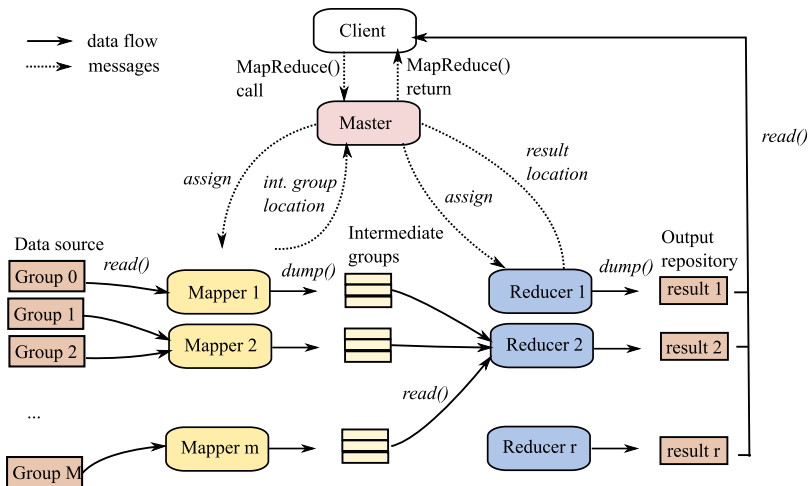 Client
data flow
messages
MapReduce()
call
MapReduce()
return
Master
read()
assign
int. group
location
assign
result
location
Data source
read()
Intermediate
groups
dump()
dump()
Output
repository
Group 0
Mapper 1
Reducer 1
result 1
Group 1
Group 2
Mapper 2
Reducer 2
result 2
read()
...
Group M
Mapper m
Reducer r
result r